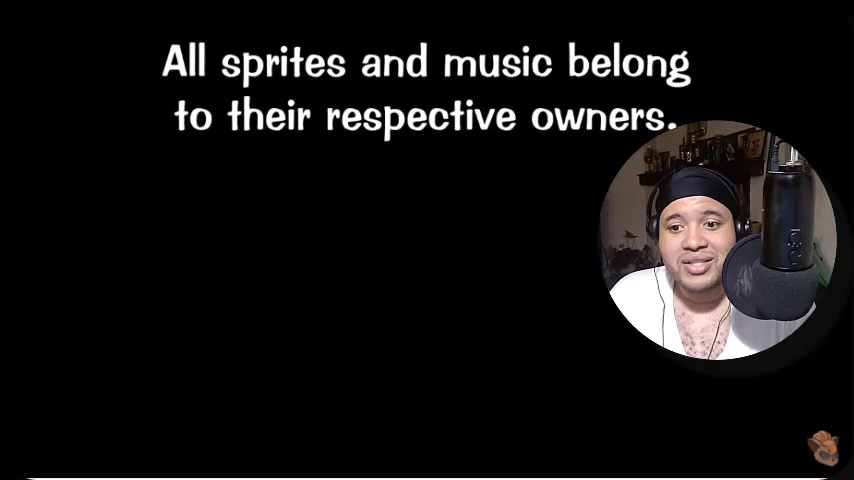 All sprites and music belong
to their respective owners.